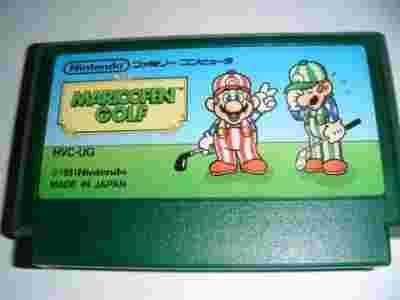 Nintendo ファミリー コンピュータ
MARIO OPEN
GOLF
HVC-UG
©1991 Nintendo
MADE IN JAPAN